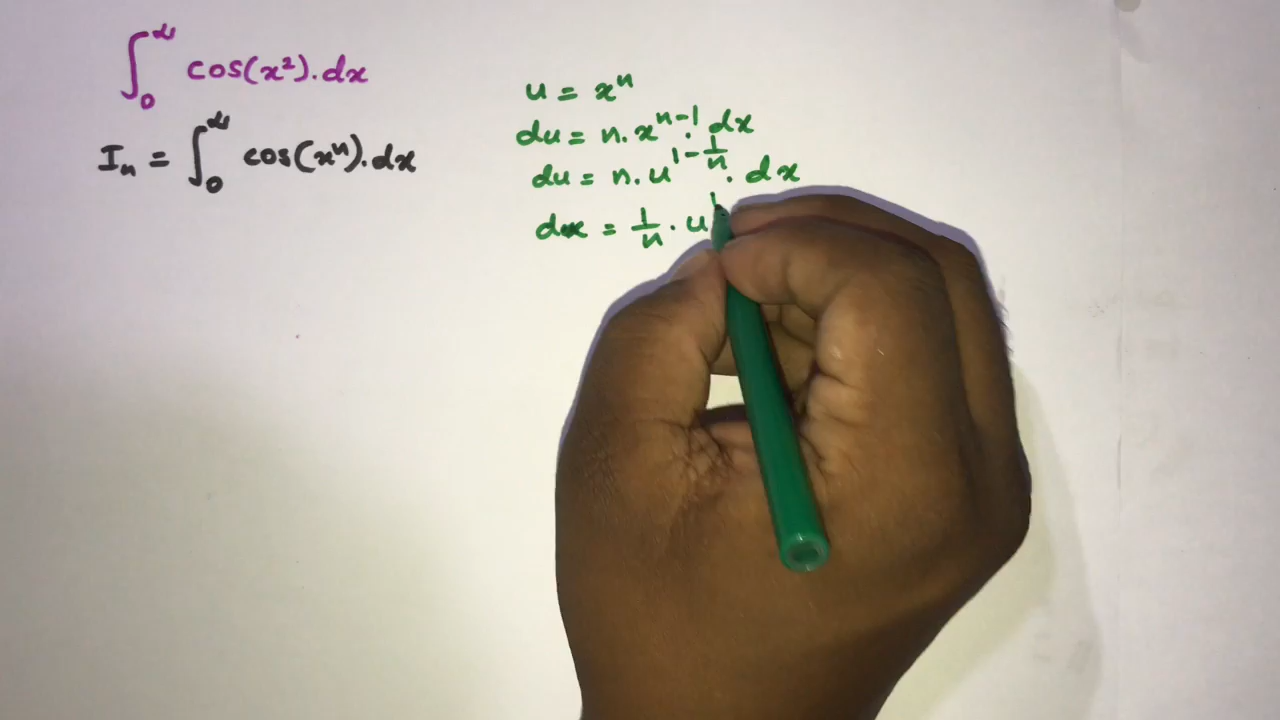 ∫₀^∞ cos(x²).dx
Iₙ = ∫₀^∞ cos(xⁿ).dx
u = xⁿ
du = n.x^(n-1). dx
du = n.u^(1-1/n). dx
dx = 1/n . u